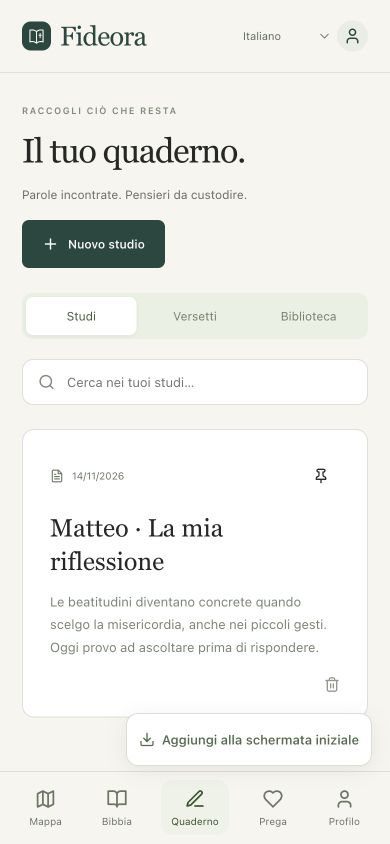 Fideora
Italiano
RACCOGLI CIÒ CHE RESTA
Il tuo quaderno.
Parole incontrate. Pensieri da custodire.
Nuovo studio
Studi
Versetti
Biblioteca
Cerca nei tuoi studi...
14/11/2026
Matteo · La mia
riflessione
Le beatitudini diventano concrete quando
scelgo la misericordia, anche nei piccoli gesti.
Oggi provo ad ascoltare prima di rispondere.
Aggiungi alla schermata iniziale
Mappa
Bibbia
Quaderno
Prega
Profilo